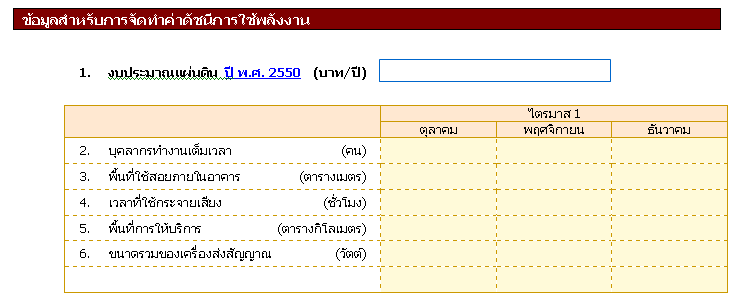 ข้อมูลสำหรับการจัดทำค่าดัชนีการใช้พลังงาน
1. งบประมาณแผ่นดิน ปี พ.ศ. 2550 (บาท/ปี)
ไตรมาส 1
ตุลาคม พฤศจิกายน ธันวาคม
2. บุคลากรทำงานเต็มเวลา (คน)
3. พื้นที่ใช้สอยภายในอาคาร (ตารางเมตร)
4. เวลาที่ใช้กระจายเสียง (ชั่วโมง)
5. พื้นที่การให้บริการ (ตารางกิโลเมตร)
6. ขนาดรวมของเครื่องส่งสัญญาณ (วัตต์)